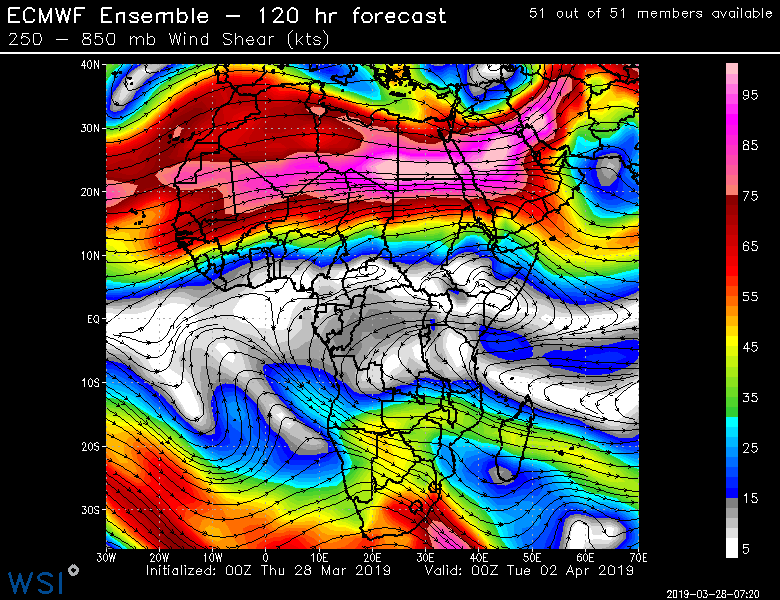 ECMWF Ensemble – 120 hr forecast
51 out of 51 members available
250 – 850 mb Wind Shear (kts)
40N
30N
20N
10N
EQ
10S
20S
30S
30W 20W 10W 0 10E 20E 30E 40E 50E 60E 70E
95
85
75
65
55
45
35
25
15
5
Initialized: 00Z Thu 28 Mar 2019 Valid: 00Z Tue 02 Apr 2019
WSI
2019-03-28-07:20